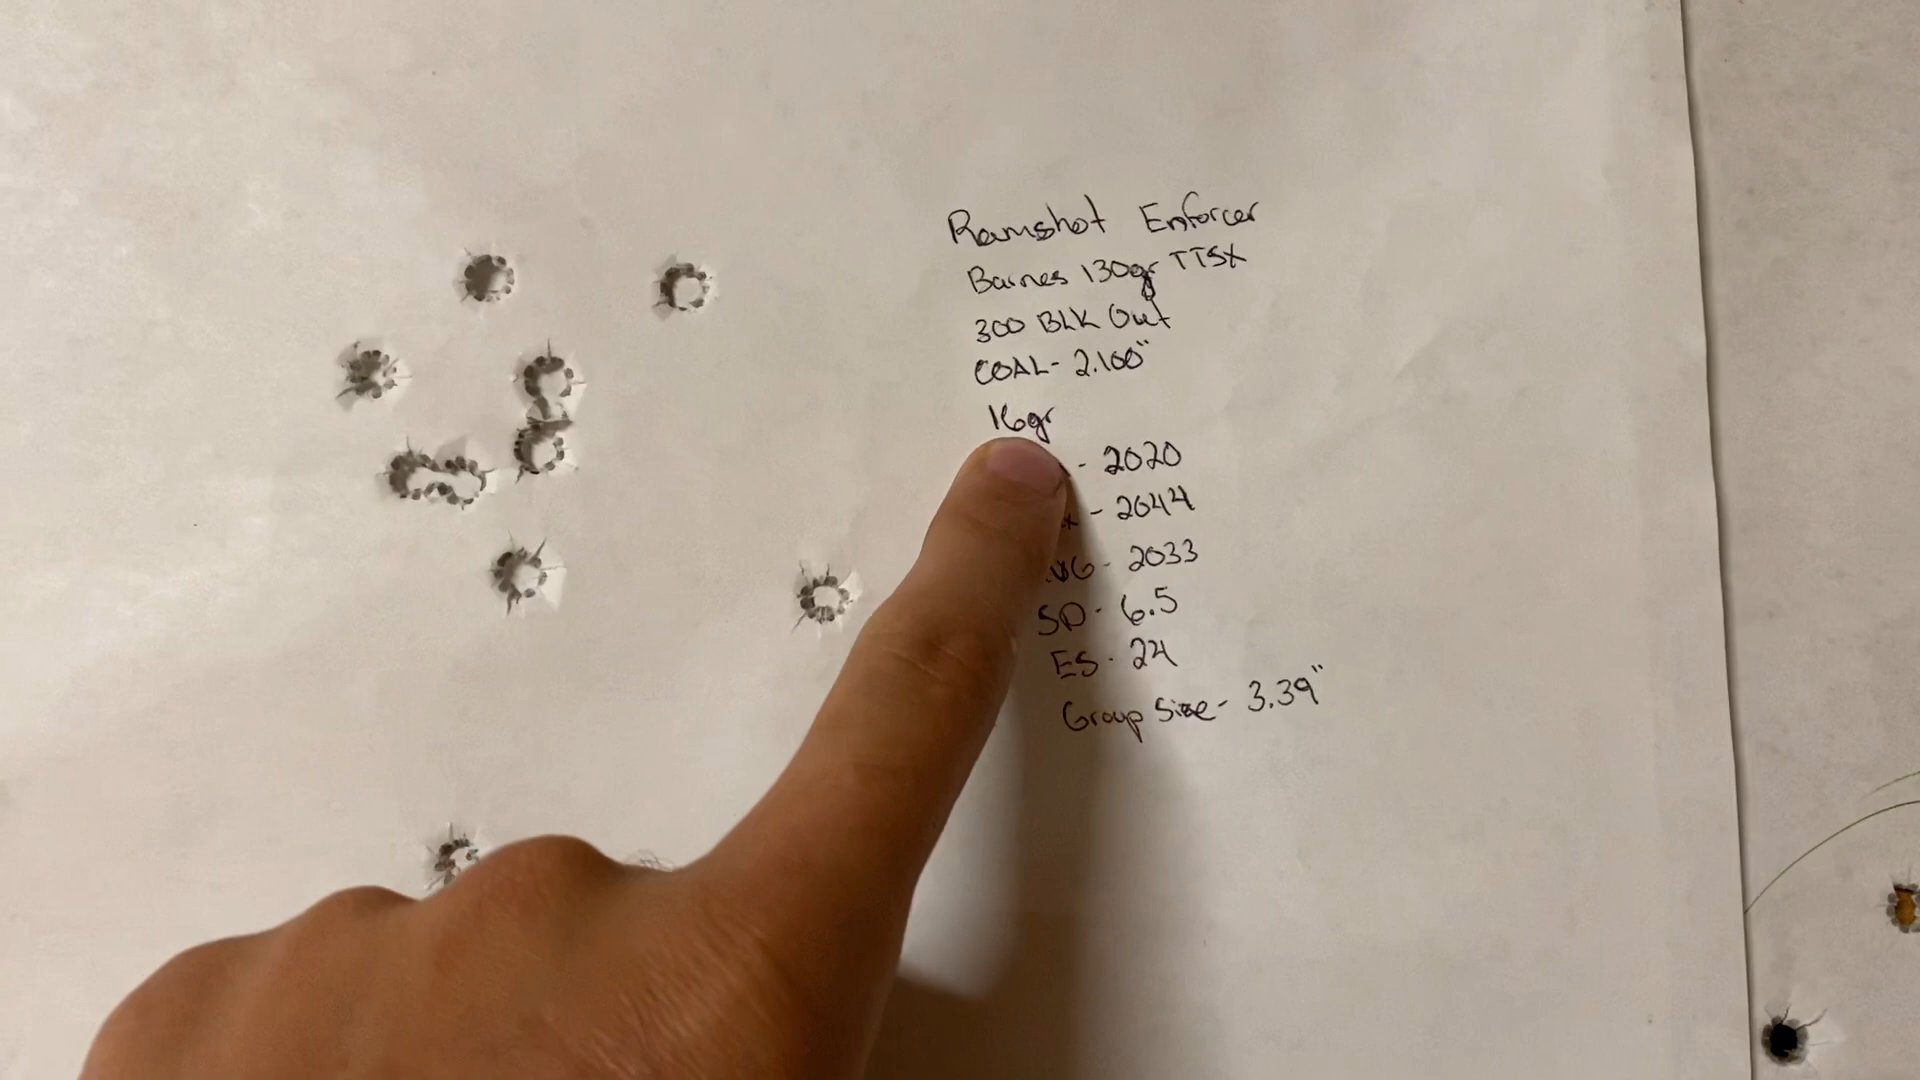 Ramshot Enforcer
Barnes 130gr TTSX
300 BLK Out
COAL- 2.100"
16gr
- 2020
- 2044
- 2033
SD- 6.5
ES- 24
Group Size- 3.39"